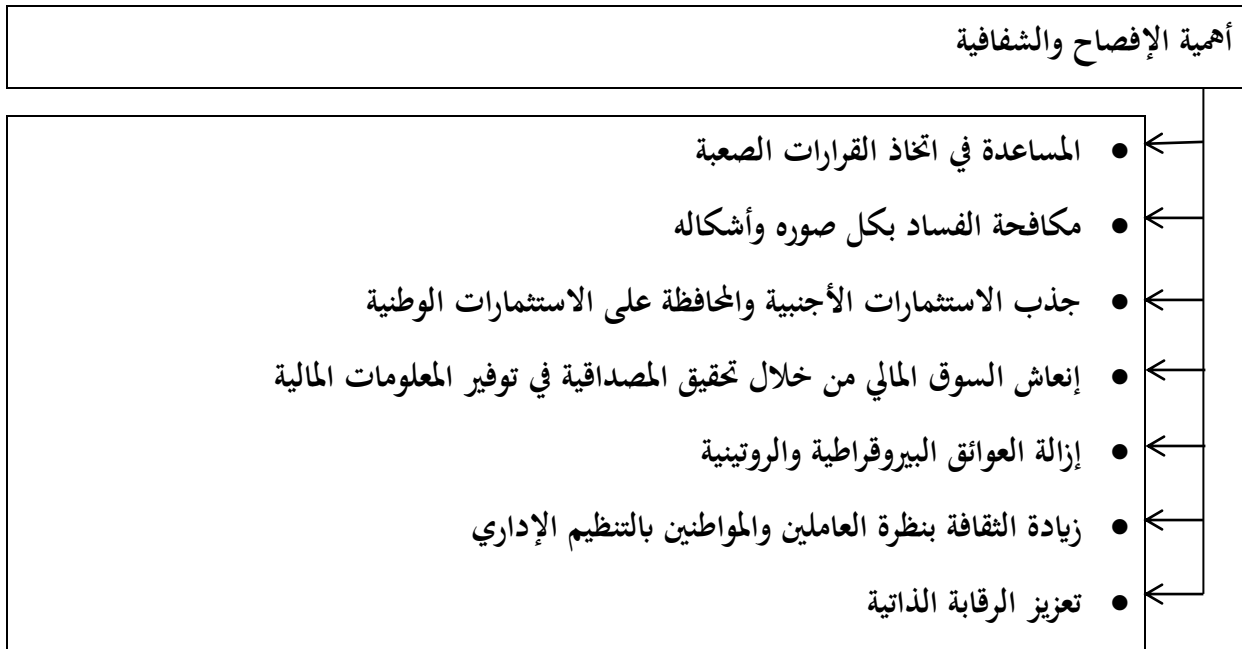 أهمية الإفصاح والشفافية
● المساعدة في اتخاذ القرارات الصعبة
● مكافحة الفساد بكل صوره وأشكاله
● جذب الاستثمارات الأجنبية والمحافظة على الاستثمارات الوطنية
● إنعاش السوق المالي من خلال تحقيق المصداقية في توفير المعلومات المالية
● إزالة العوائق البيروقراطية والروتينية
● زيادة الثقافة بنظرة العاملين والمواطنين بالتنظيم الإداري
● تعزيز الرقابة الذاتية